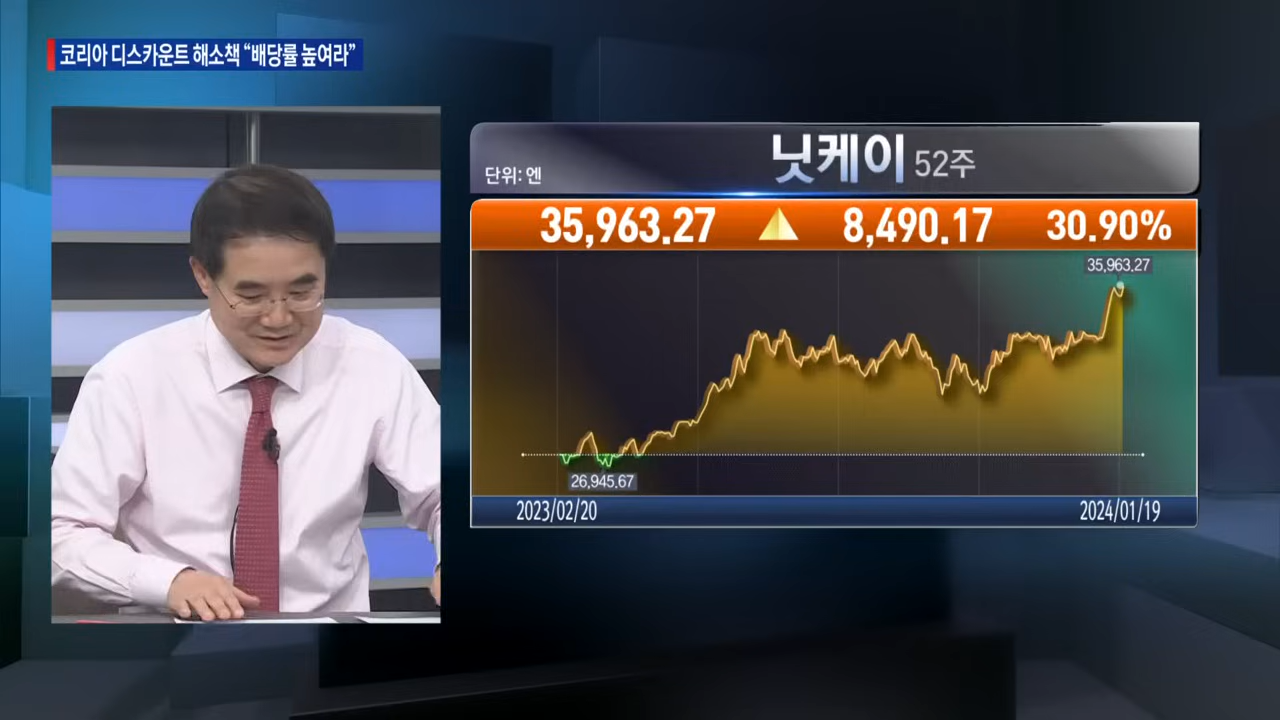 코리아 디스카운트 해소책 “배당률 높여라”
닛케이 52주
단위: 엔
35,963.27 8,490.17 30.90%
35,963.27
26,945.67
2023/02/20 2024/01/19